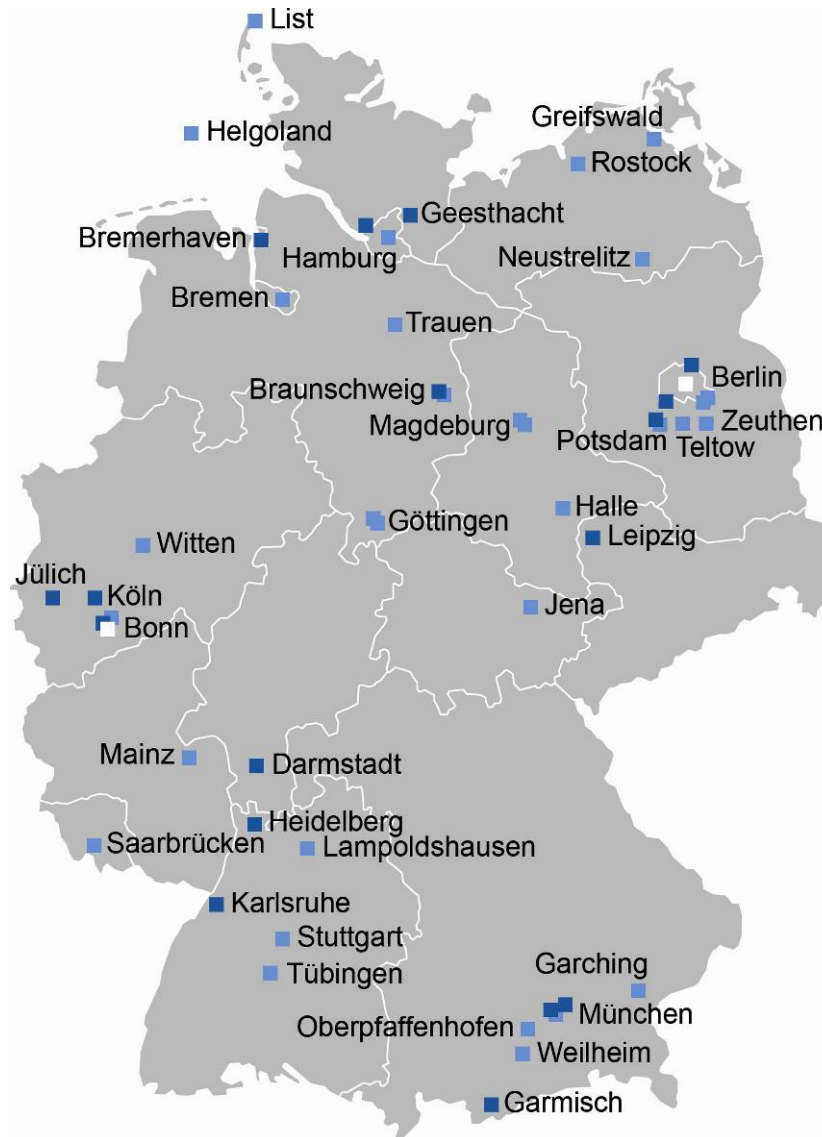 List
Helgoland
Greifswald
Rostock
Geesthacht
Bremerhaven
Hamburg
Neustrelitz
Bremen
Trauen
Braunschweig
Berlin
Magdeburg
Zeuthen
Potsdam
Teltow
Halle
Göttingen
Leipzig
Witten
Jülich
Köln
Jena
Bonn
Mainz
Darmstadt
Heidelberg
Saarbrücken
Lampoldshausen
Karlsruhe
Stuttgart
Garching
Tübingen
München
Oberpfaffenhofen
Weilheim
Garmisch